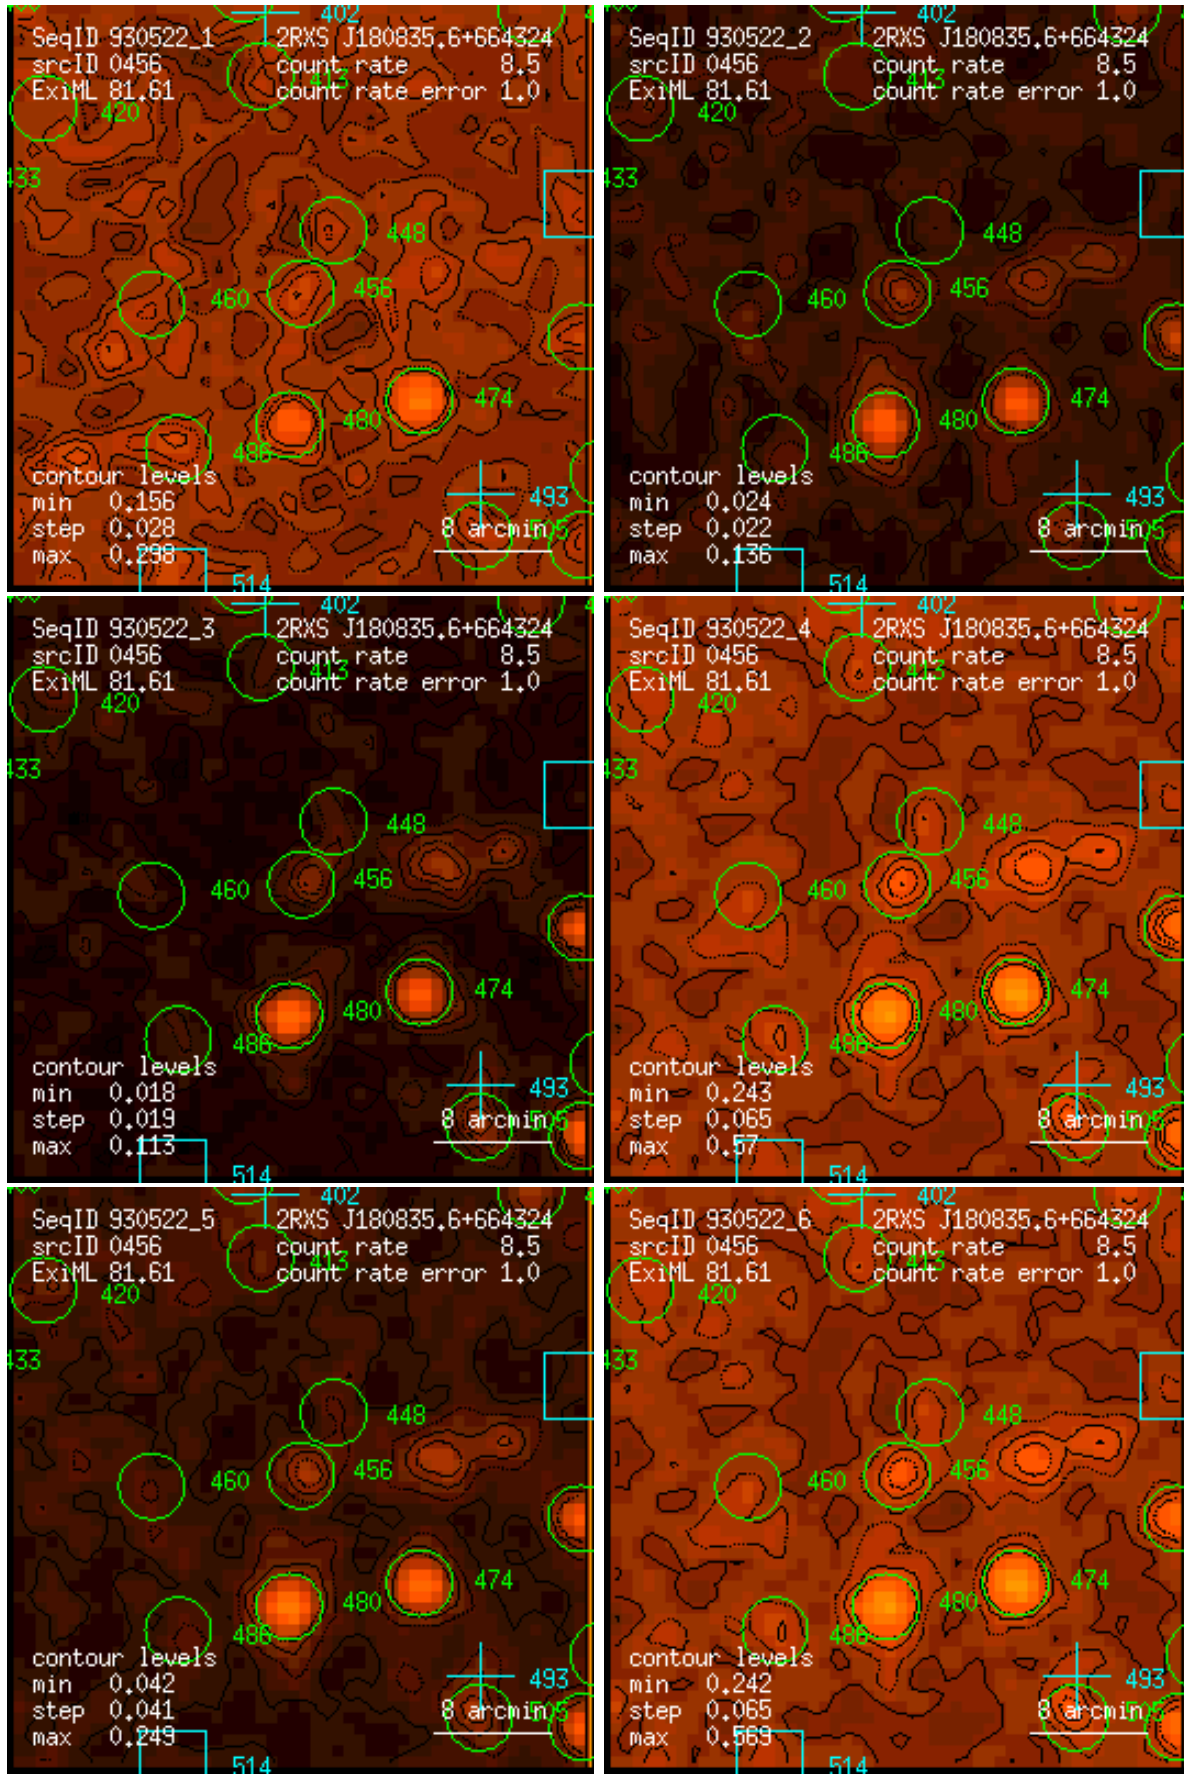 402
SeqID 930522_1 2RXS J180835.6+664324
srcID 0456 count rate 8.5
ExiML 81.61 count rate error 1.0
413
420
433
448
456
460
474
480
486
contour levels
min 0.156
step 0.028
max 0.298
493
8 arcmin
505
514
402
SeqID 930522_2 2RXS J180835.6+664324
srcID 0456 count rate 8.5
ExiML 81.61 count rate error 1.0
413
420
433
448
456
460
474
480
486
contour levels
min 0.024
step 0.022
max 0.136
493
8 arcmin
505
514
402
SeqID 930522_3 2RXS J180835.6+664324
srcID 0456 count rate 8.5
ExiML 81.61 count rate error 1.0
413
420
433
448
456
460
474
480
486
contour levels
min 0.018
step 0.019
max 0.113
493
8 arcmin
505
514
402
SeqID 930522_4 2RXS J180835.6+664324
srcID 0456 count rate 8.5
ExiML 81.61 count rate error 1.0
413
420
433
448
456
460
474
480
486
contour levels
min 0.243
step 0.065
max 0.57
493
8 arcmin
505
514
402
SeqID 930522_5 2RXS J180835.6+664324
srcID 0456 count rate 8.5
ExiML 81.61 count rate error 1.0
413
420
433
448
456
460
474
480
486
contour levels
min 0.042
step 0.041
max 0.249
493
8 arcmin
505
514
402
SeqID 930522_6 2RXS J180835.6+664324
srcID 0456 count rate 8.5
ExiML 81.61 count rate error 1.0
413
420
433
448
456
460
474
480
486
contour levels
min 0.242
step 0.065
max 0.569
493
8 arcmin
505
514